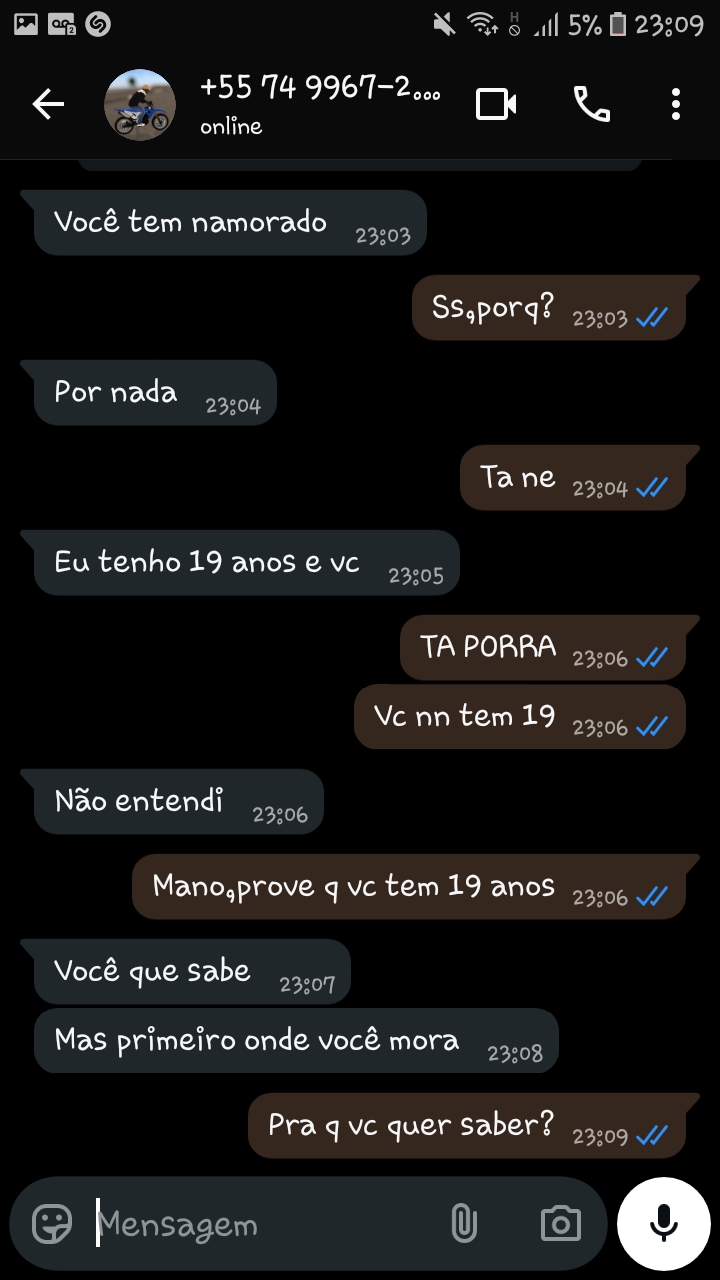 5% 23:09
+55 74 9967-2...
online
Você tem namorado 23:03
Ss,porq? 23:03
Por nada 23:04
Ta ne 23:04
Eu tenho 19 anos e vc 23:05
TA PORRA 23:06
Vc nn tem 19 23:06
Não entendi 23:06
Mano,prove q vc tem 19 anos 23:06
Você que sabe 23:07
Mas primeiro onde você mora 23:08
Pra q vc quer saber? 23:09
Mensagem